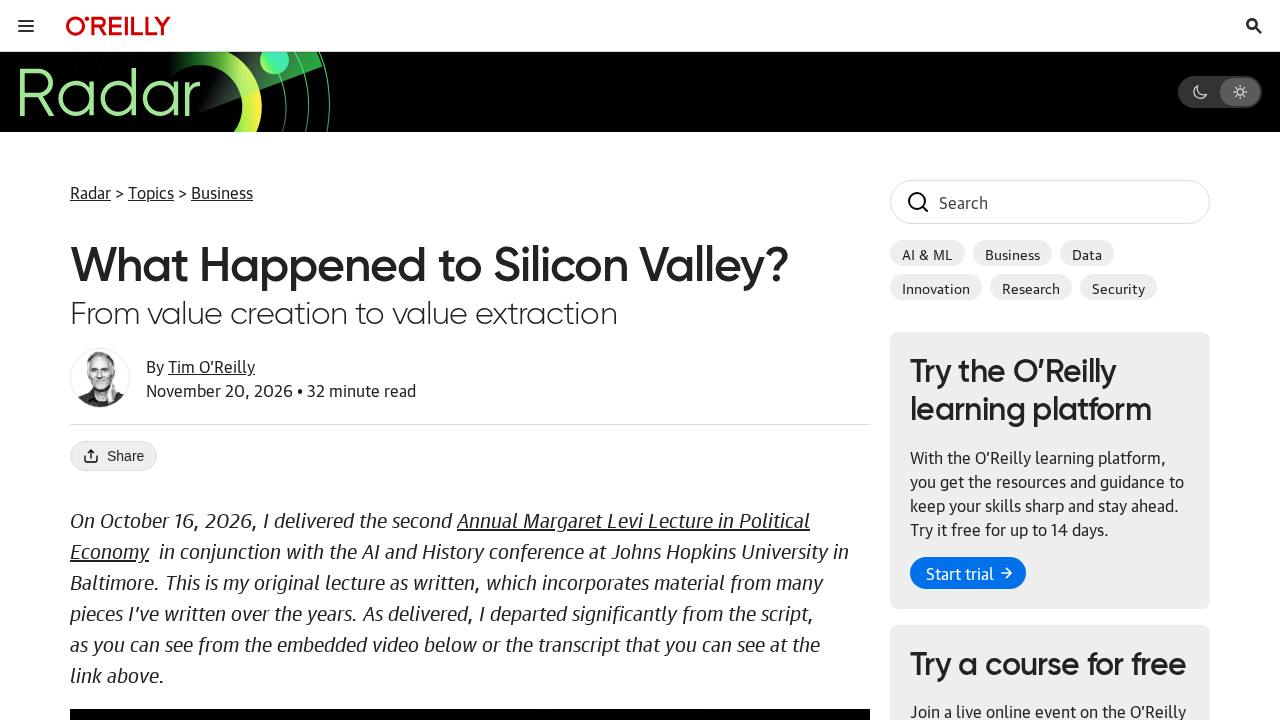 O'REILLY
Radar
Radar > Topics > Business
What Happened to Silicon Valley?
From value creation to value extraction
By Tim O'Reilly
November 20, 2026 • 32 minute read
Share
On October 16, 2026, I delivered the second Annual Margaret Levi Lecture in Political
Economy in conjunction with the AI and History conference at Johns Hopkins University in
Baltimore. This is my original lecture as written, which incorporates material from many
pieces I've written over the years. As delivered, I departed significantly from the script,
as you can see from the embedded video below or the transcript that you can see at the
link above.
Search
AI & ML
Business
Data
Innovation
Research
Security
Try the O'Reilly
learning platform
With the O'Reilly learning platform,
you get the resources and guidance to
keep your skills sharp and stay ahead.
Try it free for up to 14 days.
Start trial
Try a course for free
Join a live online event on the O'Reilly